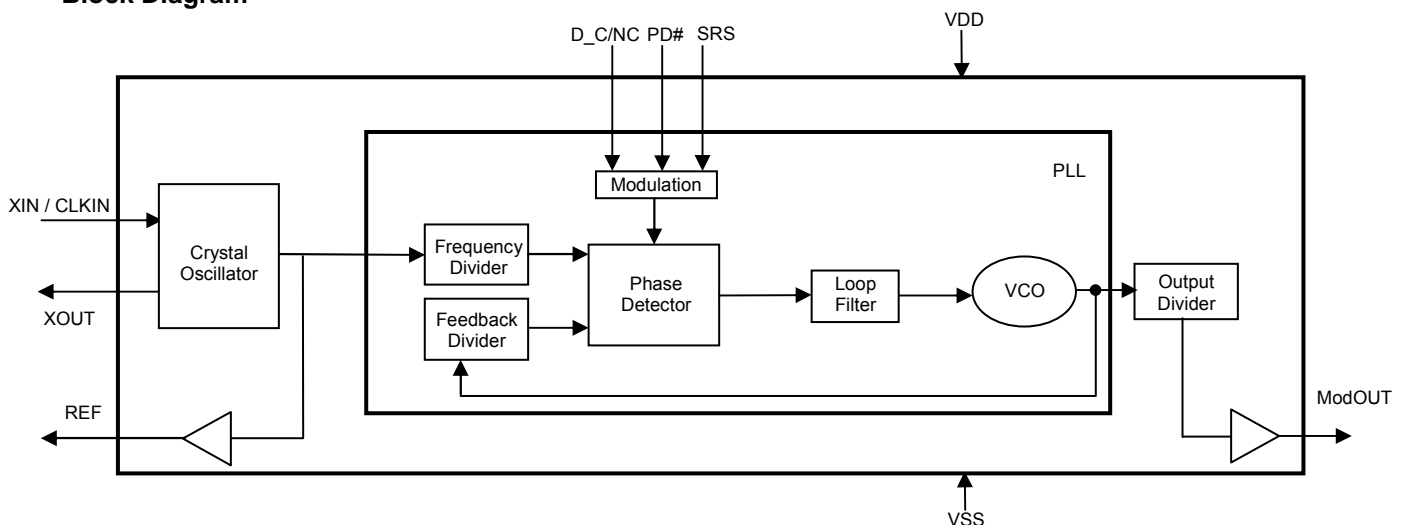 Block Diagram
VDD
D_C/NC PD# SRS
PLL
Modulation
XIN / CLKIN
Crystal
Oscillator
Frequency
Divider
Phase
Detector
Loop
Filter
VCO
Output
Divider
XOUT
Feedback
Divider
REF
ModOUT
VSS